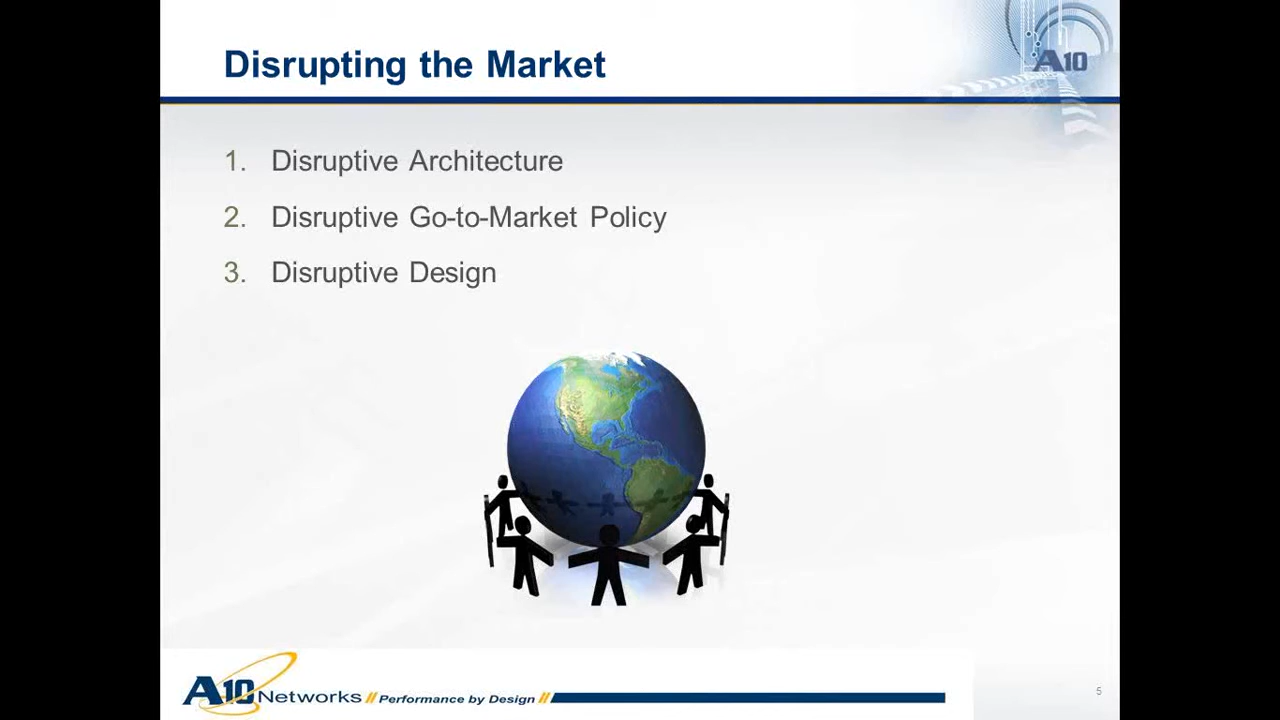 Disrupting the Market
A10
1. Disruptive Architecture
2. Disruptive Go-to-Market Policy
3. Disruptive Design
A10 Networks // Performance by Design //
5